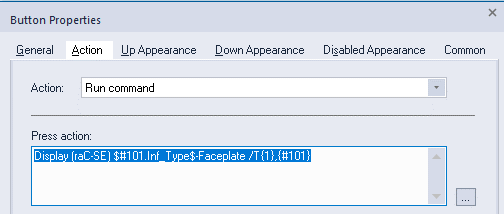 Button Properties
General Action Up Appearance Down Appearance Disabled Appearance Common
Action: Run command
Press action:
Display (raC-SE) $#101.Inf_Type$-Faceplate /T{1},{#101}
...